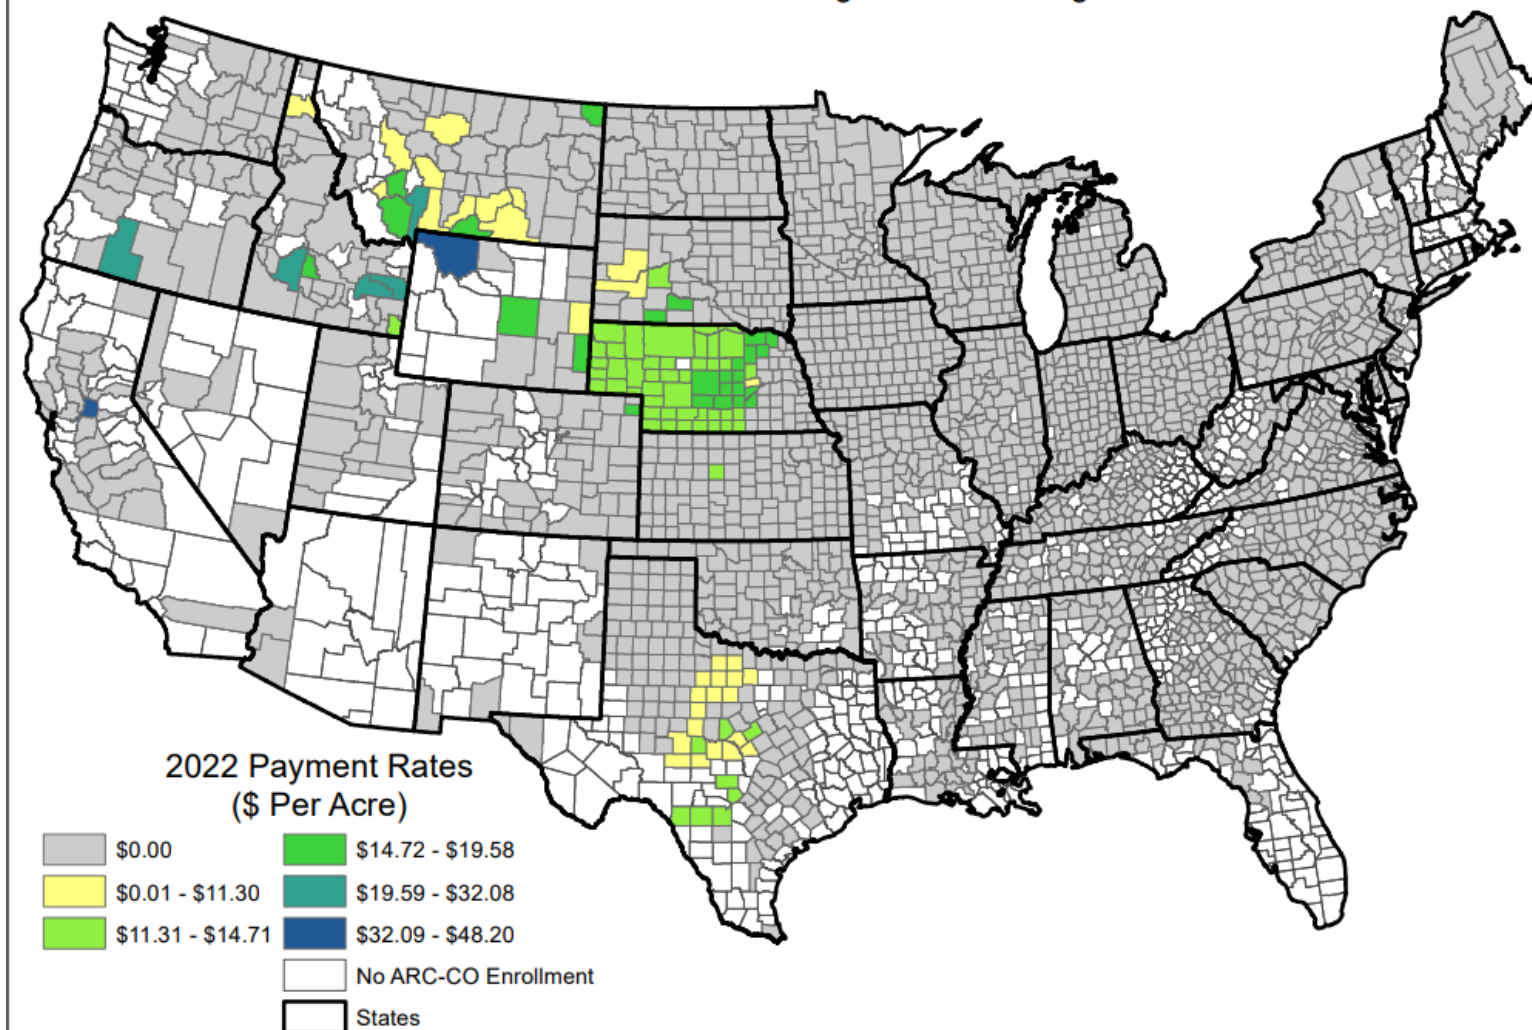 2022 Payment Rates
($ Per Acre)
$0.00
$0.01 - $11.30
$11.31 - $14.71
$14.72 - $19.58
$19.59 - $32.08
$32.09 - $48.20
No ARC-CO Enrollment
States